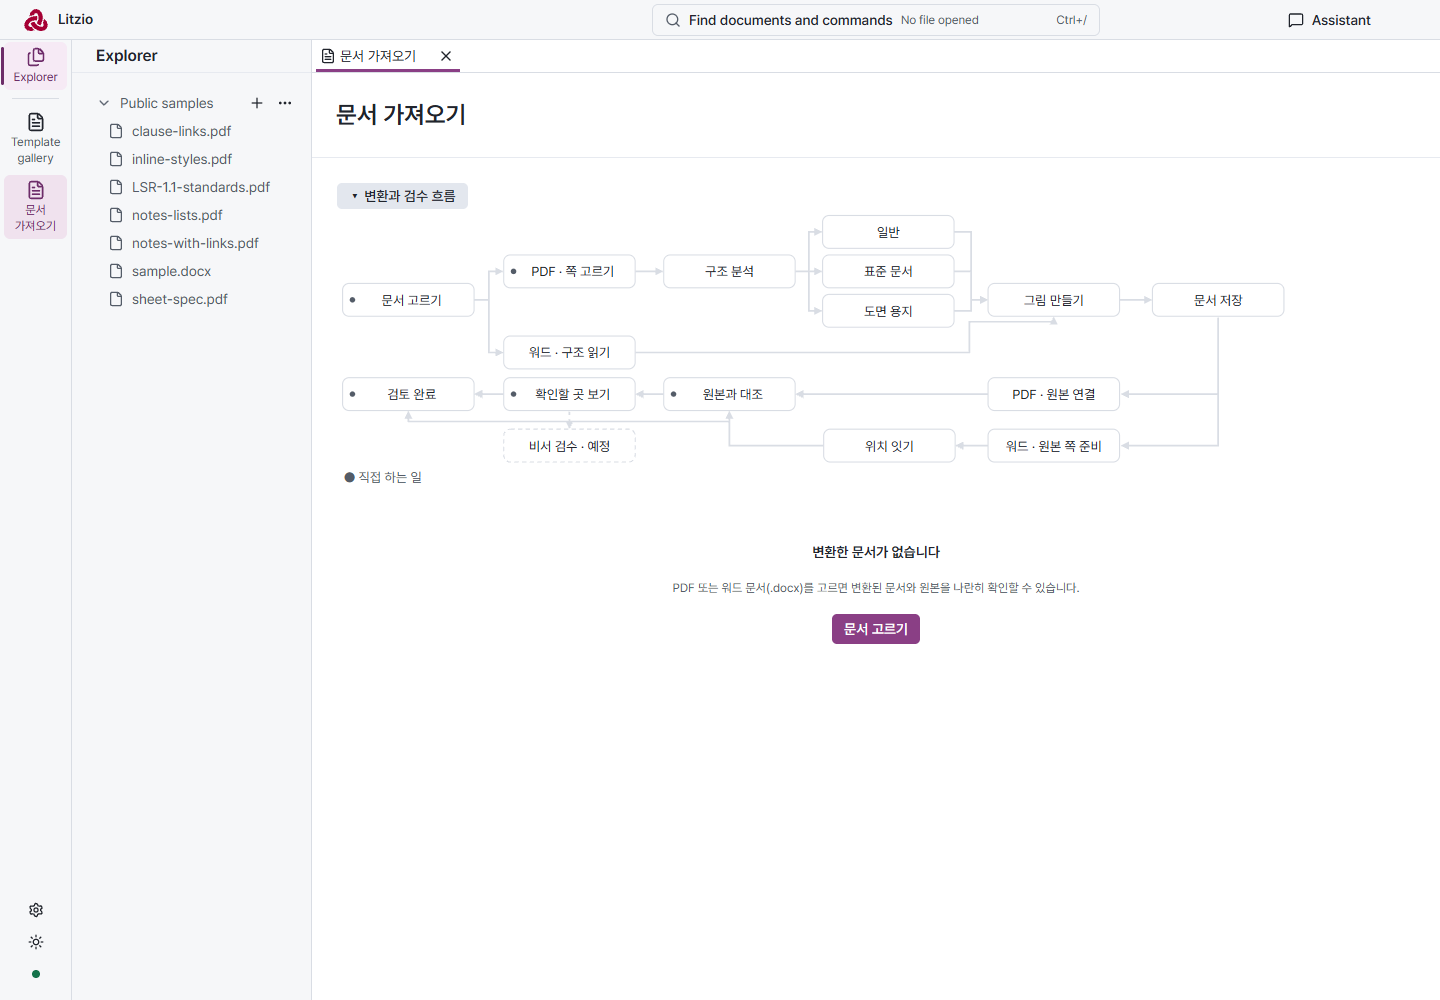 Litzio
Find documents and commands No file opened Ctrl+/
Assistant
Explorer
Template
gallery
문서
가져오기
Explorer
Public samples
clause-links.pdf
inline-styles.pdf
LSR-1.1-standards.pdf
notes-lists.pdf
notes-with-links.pdf
sample.docx
sheet-spec.pdf
문서 가져오기
문서 가져오기
변환과 검수 흐름
문서 고르기
PDF · 쪽 고르기
구조 분석
일반
표준 문서
도면 용지
그림 만들기
문서 저장
워드 · 구조 읽기
검토 완료
확인할 곳 보기
원본과 대조
PDF · 원본 연결
비서 검수 · 예정
위치 잇기
워드 · 원본 쪽 준비
직접 하는 일
변환한 문서가 없습니다
PDF 또는 워드 문서(.docx)를 고르면 변환된 문서와 원본을 나란히 확인할 수 있습니다.
문서 고르기